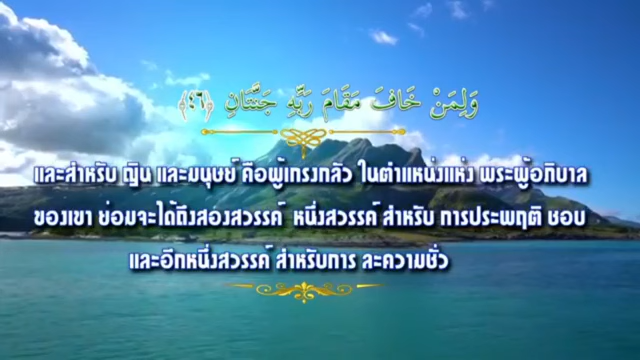 وَلِمَنْ خَافَ مَقَامَ رَبِّهِ جَنَّتَانِ ﴿٤٦﴾
และสำหรับ ญิน และมนุษย์ คือผู้เกรงกลัว ในตำแหน่งแห่ง พระผู้อภิบาล
ของเขา ย่อมจะได้ถึงสองสวรรค์ หนึ่งสวรรค์ สำหรับ การประพฤติ ชอบ
และอีกหนึ่งสวรรค์ สำหรับการ ละความชั่ว